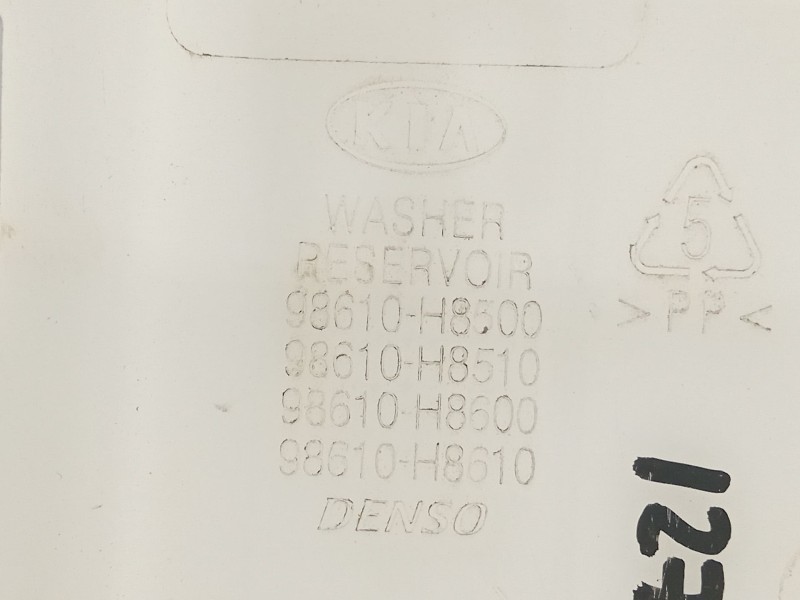 KIA
WASHER
RESERVOIR
98610-H8500
98610-H8510
98610-H8600
98610-H8610
DENSO
5
>PP<